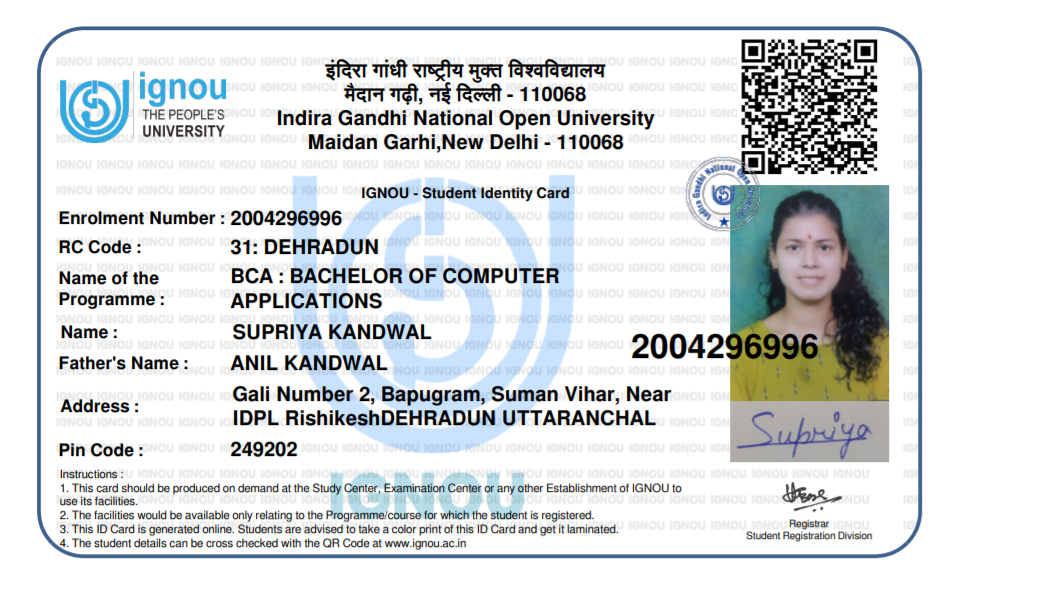 इंदिरा गांधी राष्ट्रीय मुक्त विश्वविद्यालय
मैदान गढ़ी, नई दिल्ली - 110068
Indira Gandhi National Open University
Maidan Garhi,New Delhi - 110068
ignou
THE PEOPLE'S
UNIVERSITY
Indira Gandhi National Open University
IGNOU - Student Identity Card
Enrolment Number : 2004296996
RC Code : 31: DEHRADUN
Name of the Programme : BCA : BACHELOR OF COMPUTER
APPLICATIONS
Name : SUPRIYA KANDWAL
Father's Name : ANIL KANDWAL
2004296996
Address : Gali Number 2, Bapugram, Suman Vihar, Near
IDPL RishikeshDEHRADUN UTTARANCHAL
Supriya
Pin Code : 249202
IGNOU
Instructions :
1. This card should be produced on demand at the Study Center, Examination Center or any other Establishment of IGNOU to
use its facilities.
2. The facilities would be available only relating to the Programme/course for which the student is registered.
3. This ID Card is generated online. Students are advised to take a color print of this ID Card and get it laminated.
4. The student details can be cross checked with the QR Code at www.ignou.ac.in
Registrar
Student Registration Division